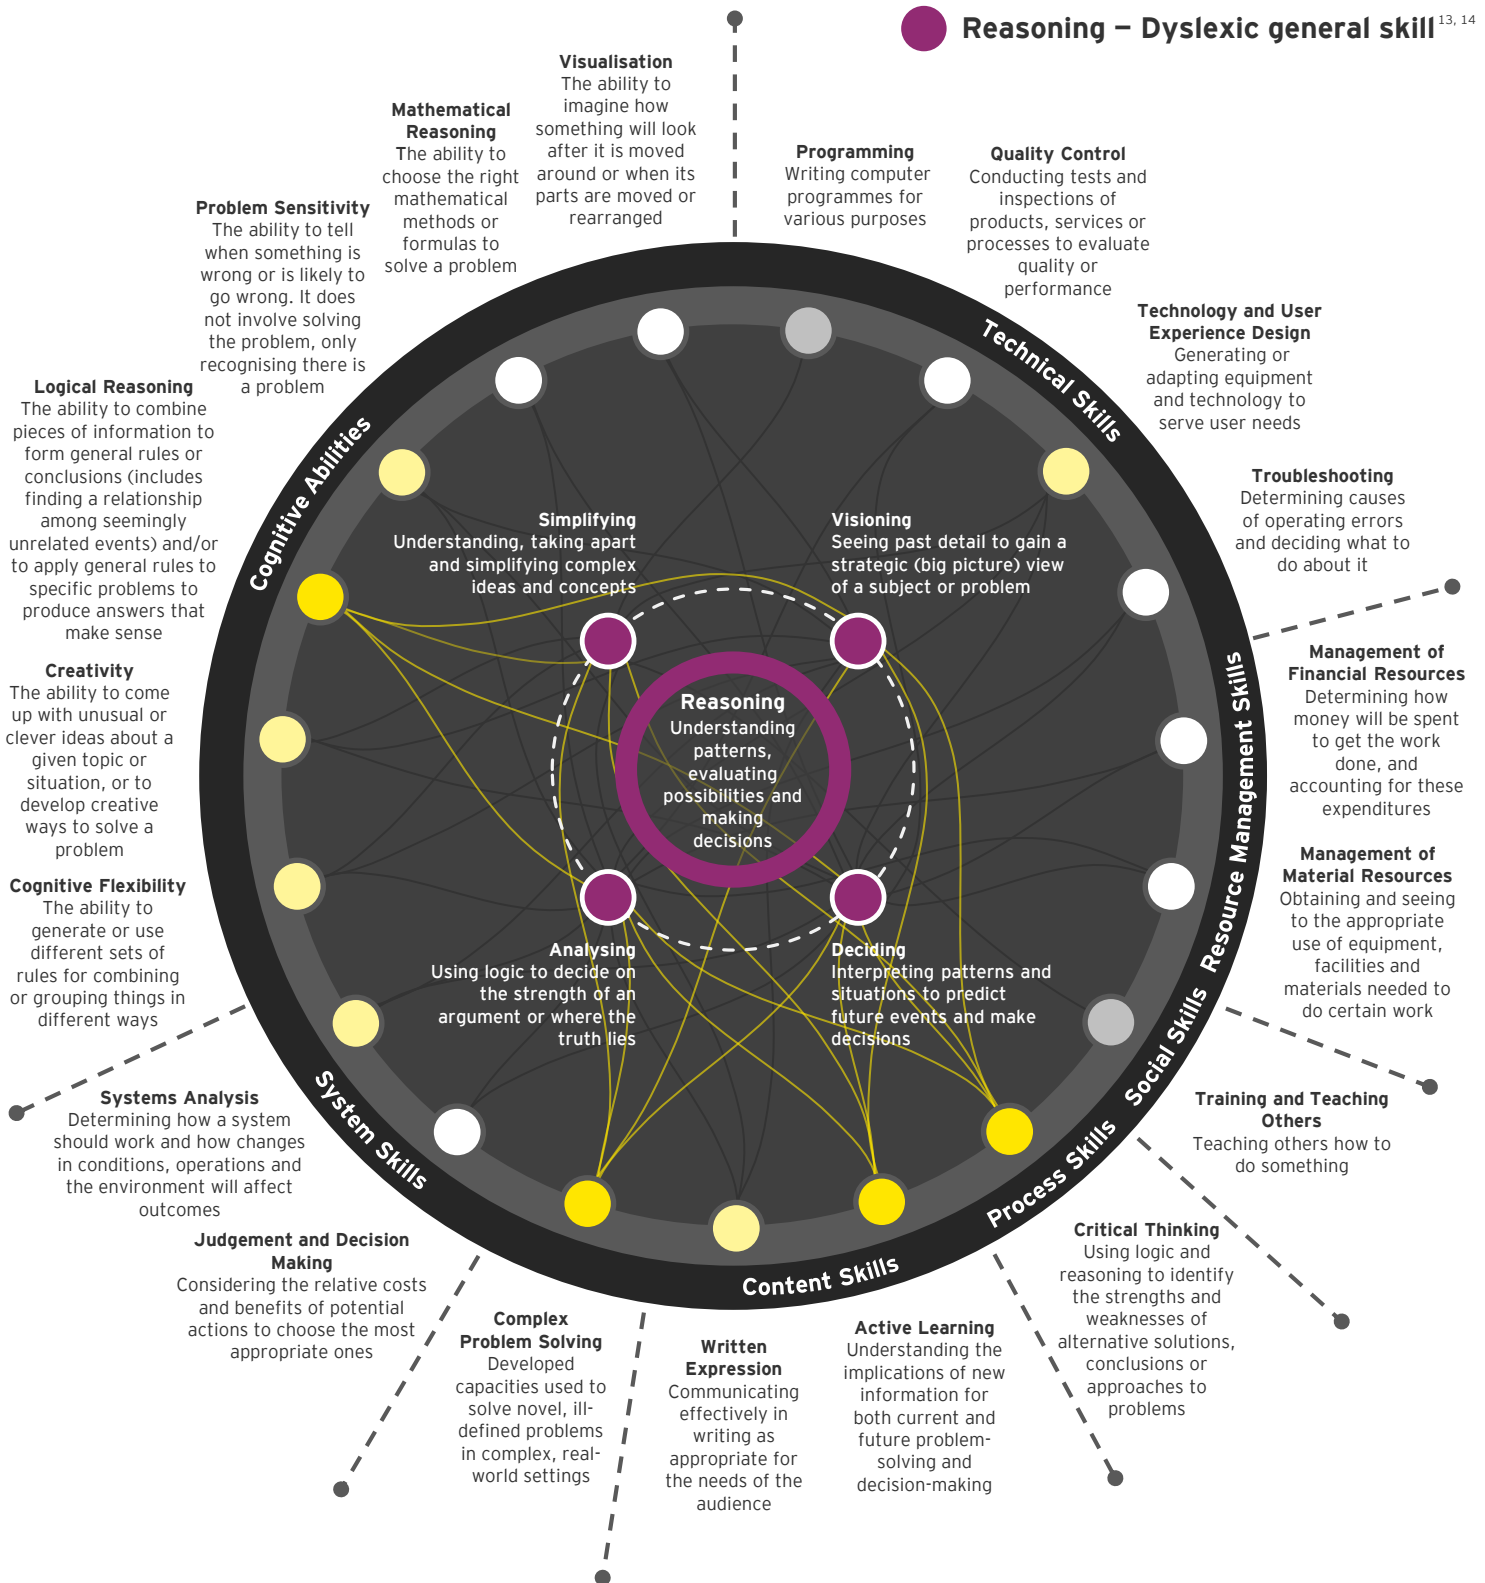 Reasoning – Dyslexic general skill 13, 14
Visualisation
The ability to
imagine how
something will look
after it is moved
around or when its
parts are moved or
rearranged
Mathematical
Reasoning
The ability to
choose the right
mathematical
methods or
formulas to
solve a problem
Problem Sensitivity
The ability to tell
when something is
wrong or is likely to
go wrong. It does
not involve solving
the problem, only
recognising there is
a problem
Logical Reasoning
The ability to combine
pieces of information to
form general rules or
conclusions (includes
finding a relationship
among seemingly
unrelated events) and/or
to apply general rules to
specific problems to
produce answers that
make sense
Creativity
The ability to come
up with unusual or
clever ideas about a
given topic or
situation, or to
develop creative
ways to solve a
problem
Cognitive Flexibility
The ability to
generate or use
different sets of
rules for combining
or grouping things in
different ways
Programming
Writing computer
programmes for
various purposes
Quality Control
Conducting tests and
inspections of
products, services or
processes to evaluate
quality or
performance
Technology and User
Experience Design
Generating or
adapting equipment
and technology to
serve user needs
Troubleshooting
Determining causes
of operating errors
and deciding what to
do about it
Management of
Financial Resources
Determining how
money will be spent
to get the work
done, and
accounting for these
expenditures
Management of
Material Resources
Obtaining and seeing
to the appropriate
use of equipment,
facilities and
materials needed to
do certain work
Training and Teaching
Others
Teaching others how to
do something
Critical Thinking
Using logic and
reasoning to identify
the strengths and
weaknesses of
alternative solutions,
conclusions or
approaches to
problems
Active Learning
Understanding the
implications of new
information for
both current and
future problem-
solving and
decision-making
Written
Expression
Communicating
effectively in
writing as
appropriate for
the needs of the
audience
Complex
Problem Solving
Developed
capacities used to
solve novel, ill-
defined problems
in complex, real-
world settings
Judgement and Decision
Making
Considering the relative costs
and benefits of potential
actions to choose the most
appropriate ones
Systems Analysis
Determining how a system
should work and how changes
in conditions, operations and
the environment will affect
outcomes
Cognitive Abilities
Technical Skills
Resource Management Skills
Social Skills
Process Skills
Content Skills
System Skills
Simplifying
Understanding, taking apart
and simplifying complex
ideas and concepts
Visioning
Seeing past detail to gain a
strategic (big picture) view
of a subject or problem
Reasoning
Understanding
patterns,
evaluating
possibilities and
making
decisions
Analysing
Using logic to decide on
the strength of an
argument or where the
truth lies
Deciding
Interpreting patterns and
situations to predict
future events and make
decisions